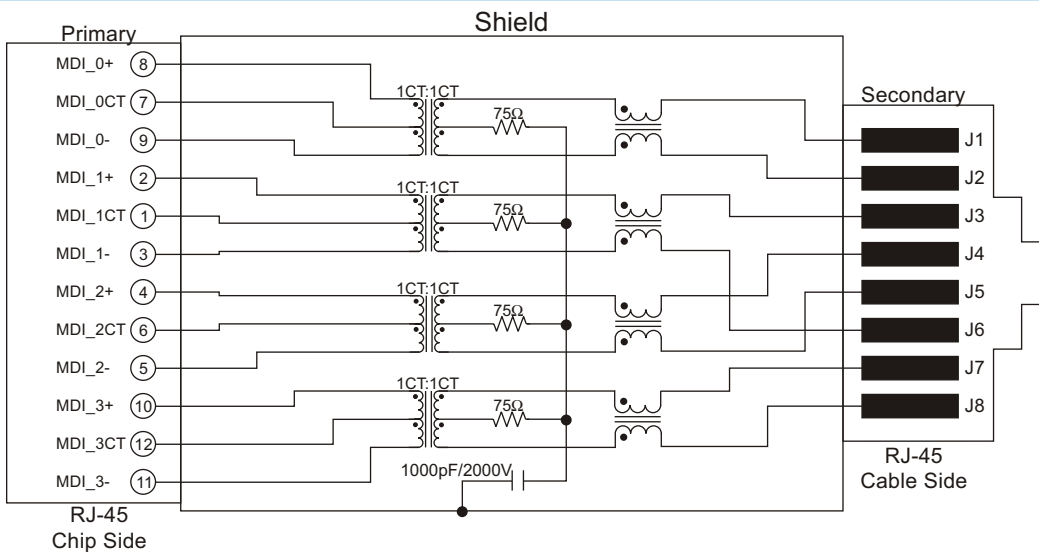 Shield
Primary
MDI_0+ 8
MDI_0CT 7
MDI_0- 9
MDI_1+ 2
MDI_1CT 1
MDI_1- 3
MDI_2+ 4
MDI_2CT 6
MDI_2- 5
MDI_3+ 10
MDI_3CT 12
MDI_3- 11
RJ-45
Chip Side
1CT:1CT
75Ω
1CT:1CT
75Ω
1CT:1CT
75Ω
1CT:1CT
75Ω
1000pF/2000V
Secondary
J1
J2
J3
J4
J5
J6
J7
J8
RJ-45
Cable Side